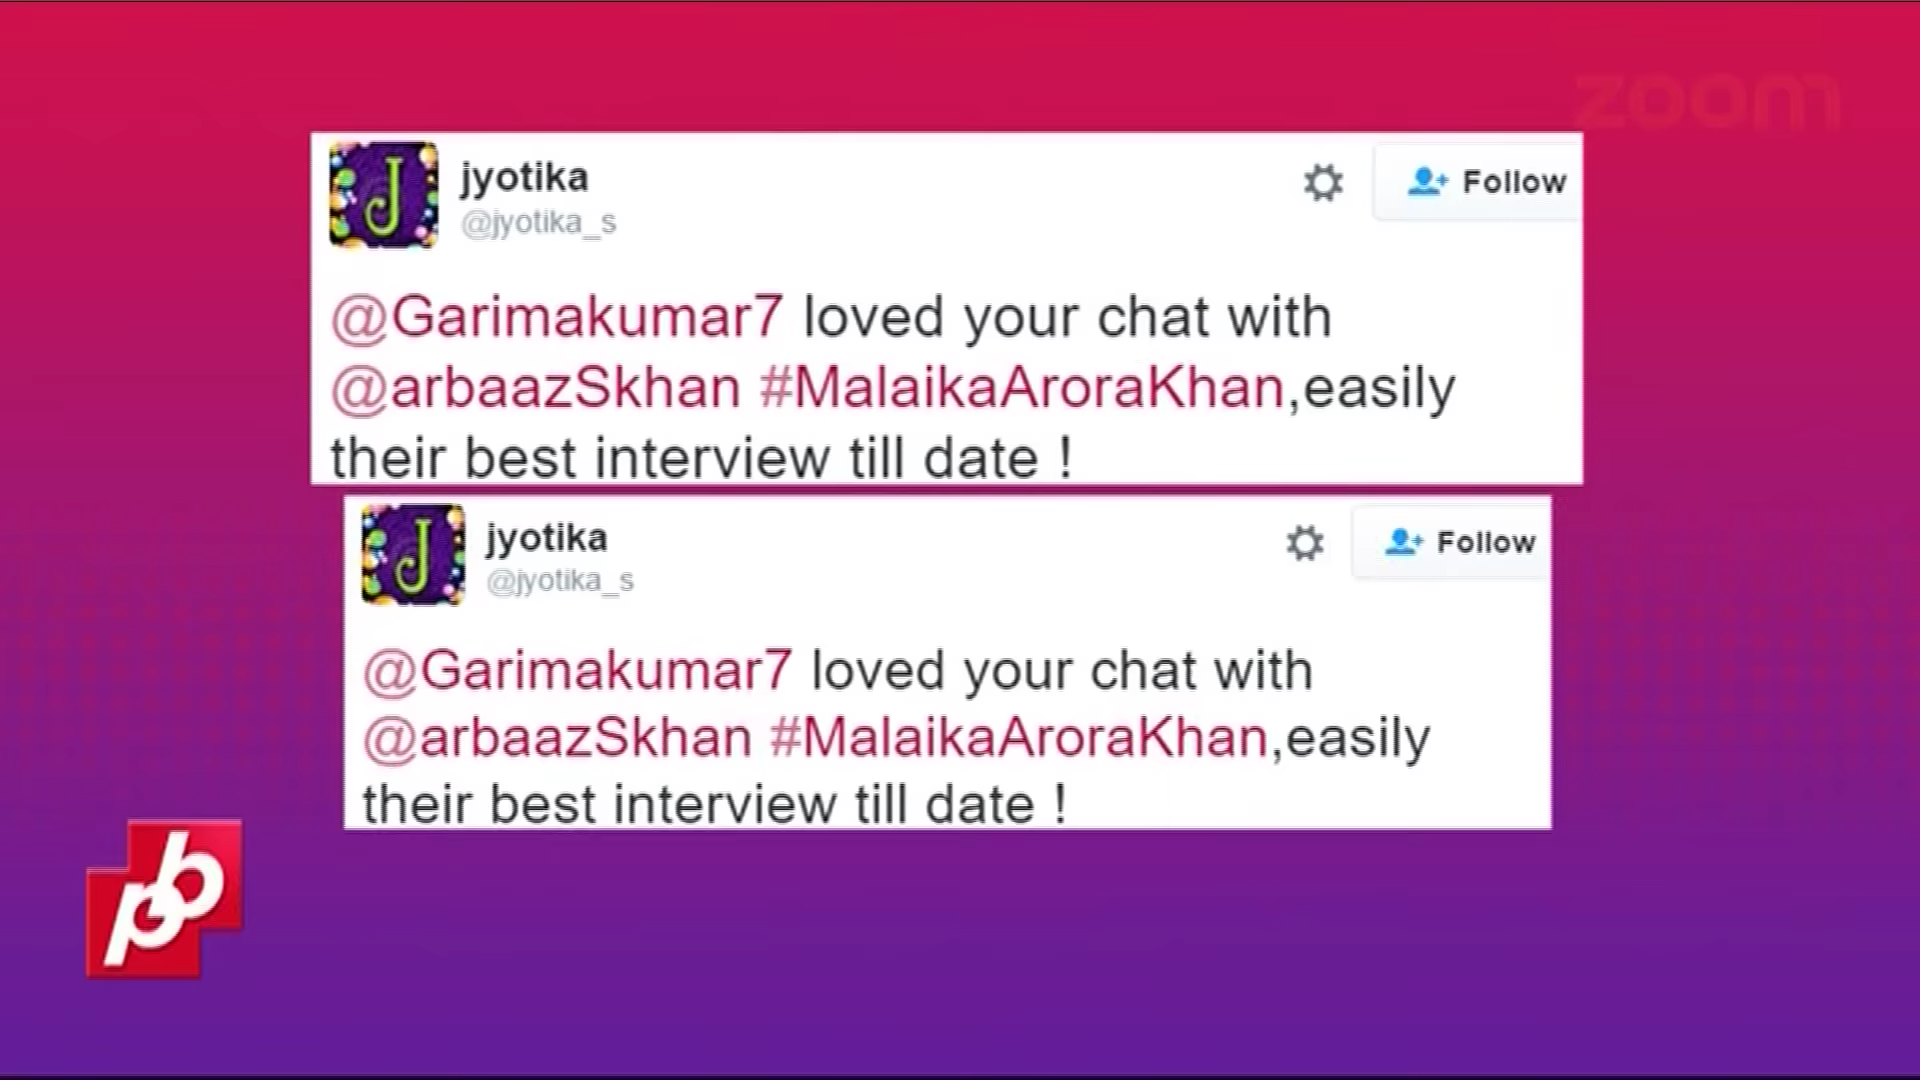 zoom
J
jyotika
@jyotika_s
Follow
@Garimakumar7 loved your chat with
@arbaazSkhan #MalaikaAroraKhan,easily
their best interview till date !
J
jyotika
@jyotika_s
Follow
@Garimakumar7 loved your chat with
@arbaazSkhan #MalaikaAroraKhan,easily
their best interview till date !
pb